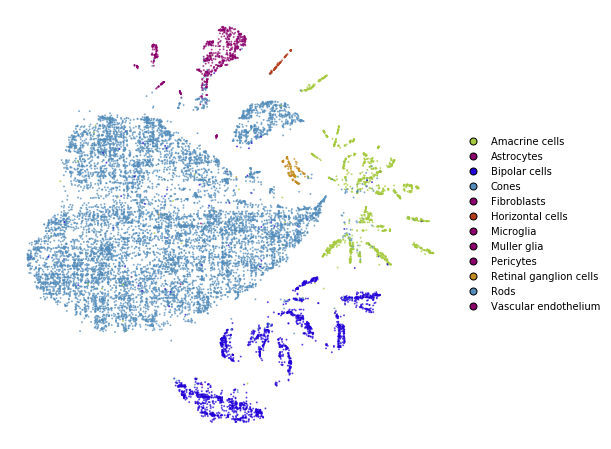 Amacrine cells
Astrocytes
Bipolar cells
Cones
Fibroblasts
Horizontal cells
Microglia
Muller glia
Pericytes
Retinal ganglion cells
Rods
Vascular endothelium